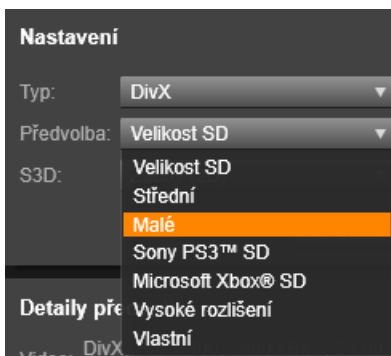 Nastavení
Typ: DivX
Předvolba: Velikost SD
S3D: Velikost SD
Střední
Malé
Sony PS3™ SD
Microsoft Xbox® SD
Vysoké rozlišení
Detaily Vlastní
DivX